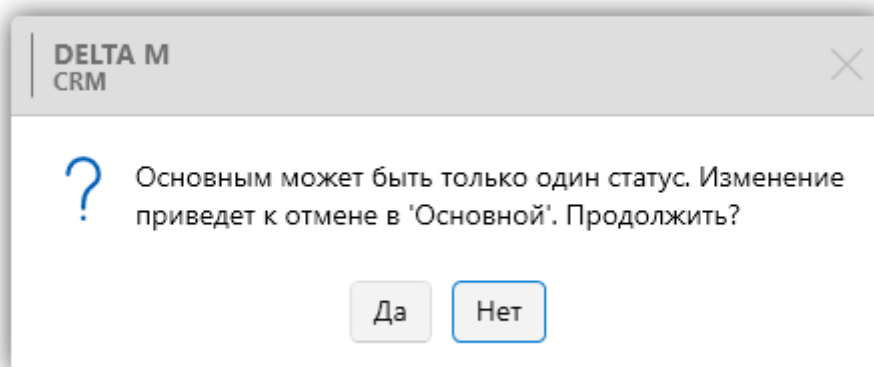 DELTA M
CRM
Основным может быть только один статус. Изменение
приведет к отмене в 'Основной'. Продолжить?
Да
Нет